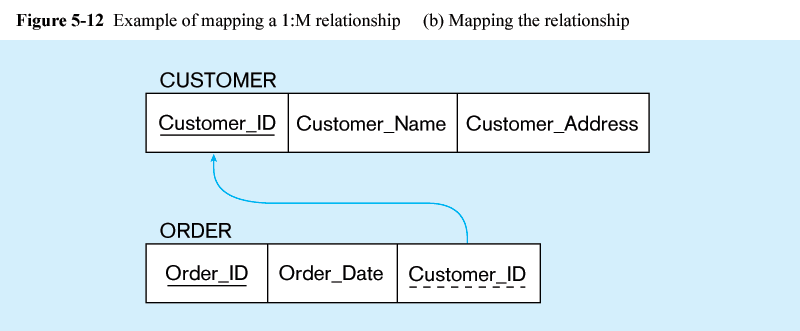 Figure 5-12 Example of mapping a 1:M relationship (b) Mapping the relationship
CUSTOMER
Customer_ID Customer_Name Customer_Address
ORDER
Order_ID Order_Date Customer_ID